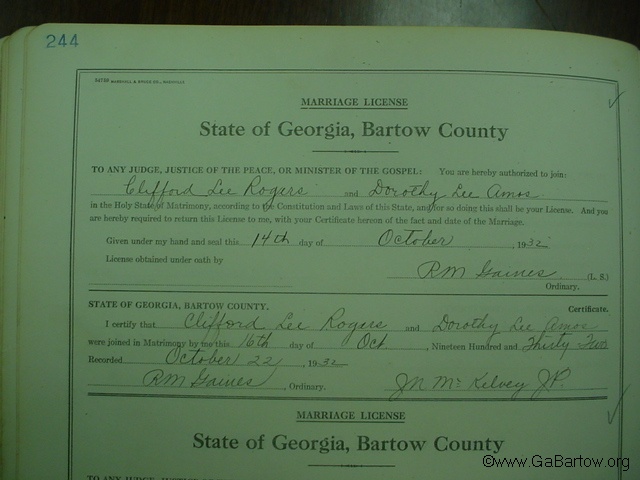 244
54739 MARSHALL & BRUCE CO., NASHVILLE
MARRIAGE LICENSE
State of Georgia, Bartow County
TO ANY JUDGE, JUSTICE OF THE PEACE, OR MINISTER OF THE GOSPEL: You are hereby authorized to join:
Clifford Lee Rogers and Dorothy Lee Amos
in the Holy State of Matrimony, according to the Constitution and Laws of this State, and for so doing this shall be your License. And you
are hereby required to return this License to me, with your Certificate hereon of the fact and date of the Marriage.
Given under my hand and seal this 14th day of October, 1932
License obtained under oath by
RM Gaines (L. S.)
Ordinary.
STATE OF GEORGIA, BARTOW COUNTY. Certificate.
I certify that Clifford Lee Rogers and Dorothy Lee Amos
were joined in Matrimony by me this 16th day of Oct, Nineteen Hundred and Thirty Two
Recorded October 22, 1932
RM Gaines, Ordinary. JN McKelvey JP.
MARRIAGE LICENSE
State of Georgia, Bartow County
©www.GaBartow.org